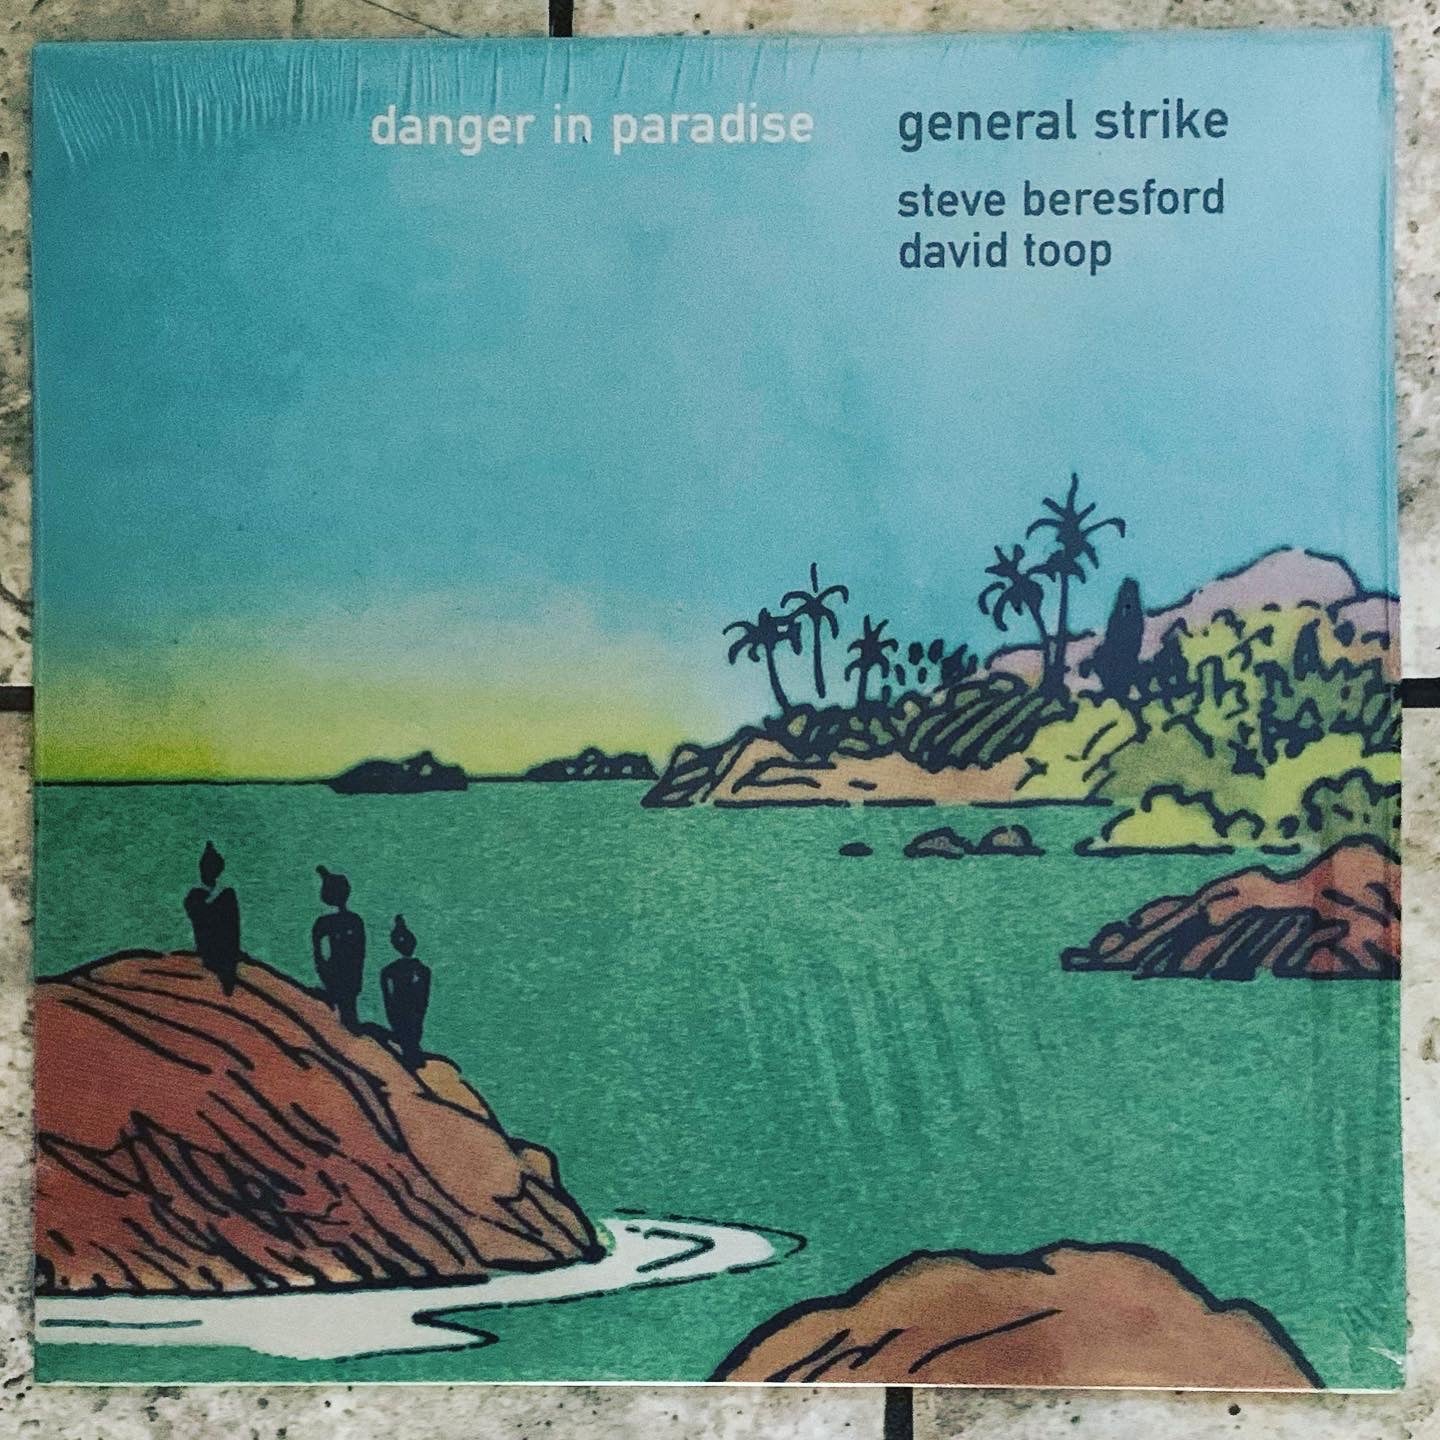 danger in paradise
general strike
steve beresford
david toop